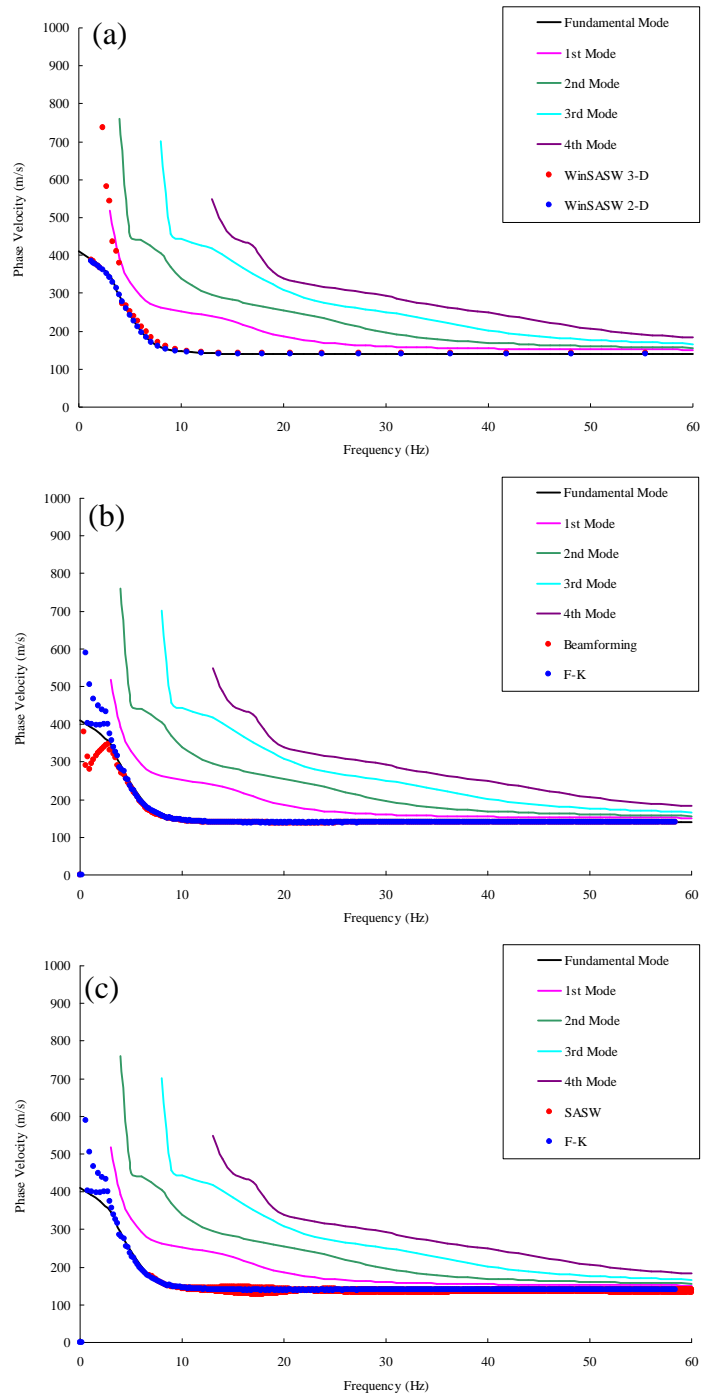 (a)
Fundamental Mode
1st Mode
2nd Mode
3rd Mode
4th Mode
WinSASW 3-D
WinSASW 2-D
1000
900
800
700
600
500
400
300
200
100
0
Phase Velocity (m/s)
0 10 20 30 40 50 60
Frequency (Hz)
(b)
Fundamental Mode
1st Mode
2nd Mode
3rd Mode
4th Mode
Beamforming
F-K
1000
900
800
700
600
500
400
300
200
100
0
Phase Velocity (m/s)
0 10 20 30 40 50 60
Frequency (Hz)
(c)
Fundamental Mode
1st Mode
2nd Mode
3rd Mode
4th Mode
SASW
F-K
1000
900
800
700
600
500
400
300
200
100
0
Phase Velocity (m/s)
0 10 20 30 40 50 60
Frequency (Hz)